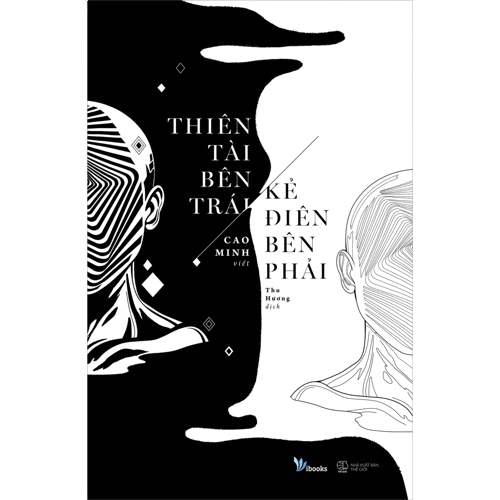 THIÊN
TÀI
BÊN
TRÁI
KẺ
ĐIÊN
BÊN
PHẢI
CAO
MINH
viết
Thu
Hương
dịch
ibooks
NHÀ XUẤT BẢN
THẾ GIỚI